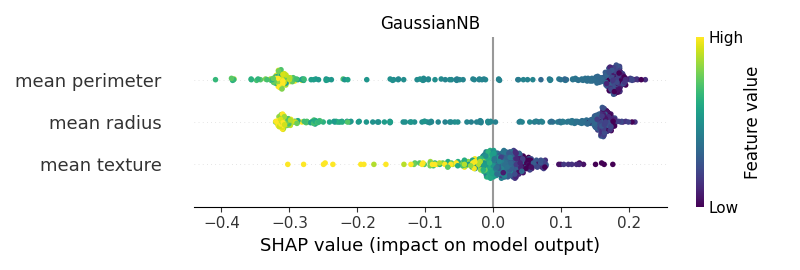 GaussianNB
High
mean perimeter
mean radius
mean texture
Feature value
Low
−0.4 −0.3 −0.2 −0.1 0.0 0.1 0.2
SHAP value (impact on model output)